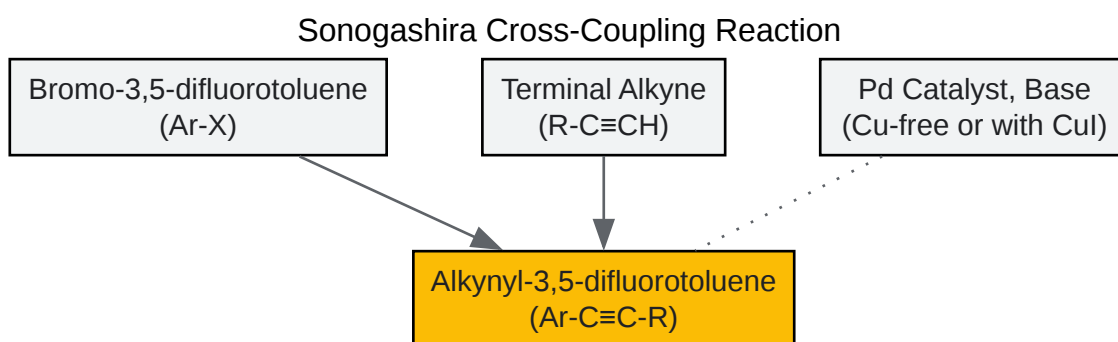 Sonogashira Cross-Coupling Reaction
Bromo-3,5-difluorotoluene
(Ar-X)
Terminal Alkyne
(R-C≡CH)
Pd Catalyst, Base
(Cu-free or with CuI)
Alkynyl-3,5-difluorotoluene
(Ar-C≡C-R)